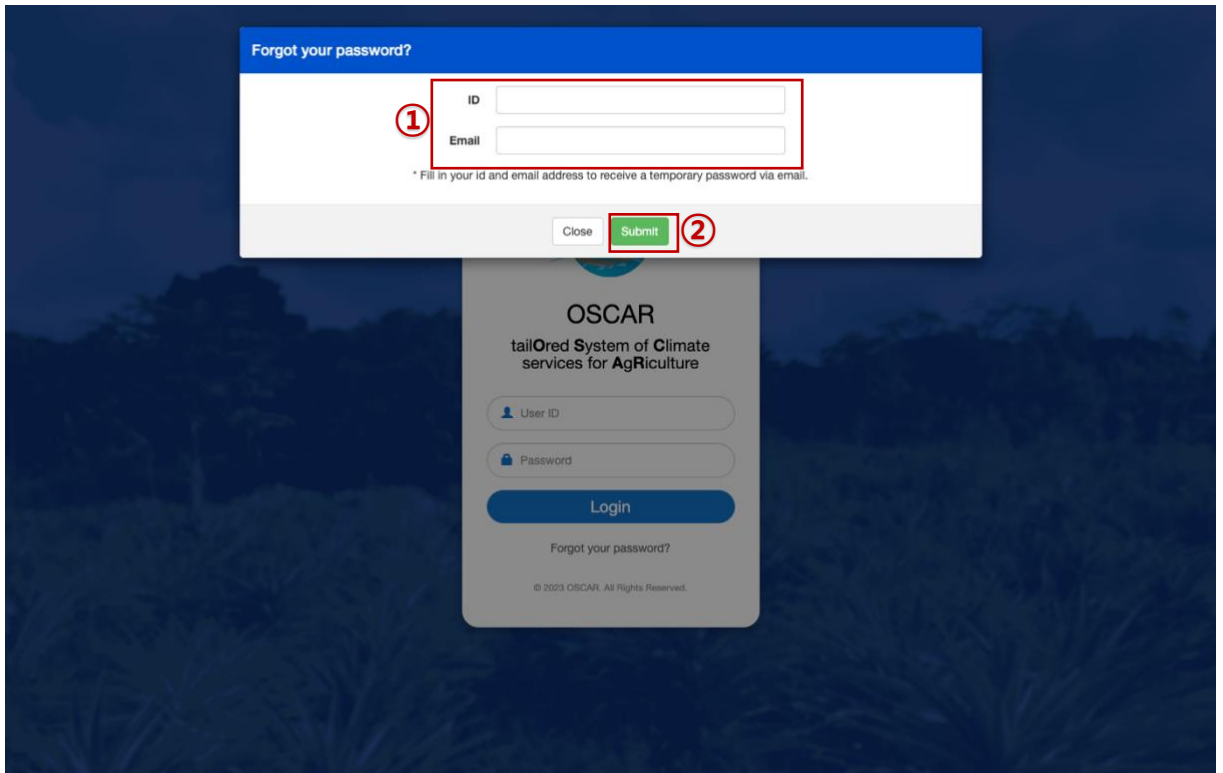 Forgot your password?
ID
①
Email
* Fill in your id and email address to receive a temporary password via email.
Close
Submit
②
OSCAR
tailOred System of Climate
services for AgRiculture
User ID
Password
Login
Forgot your password?
© 2023 OSCAR. All Rights Reserved.